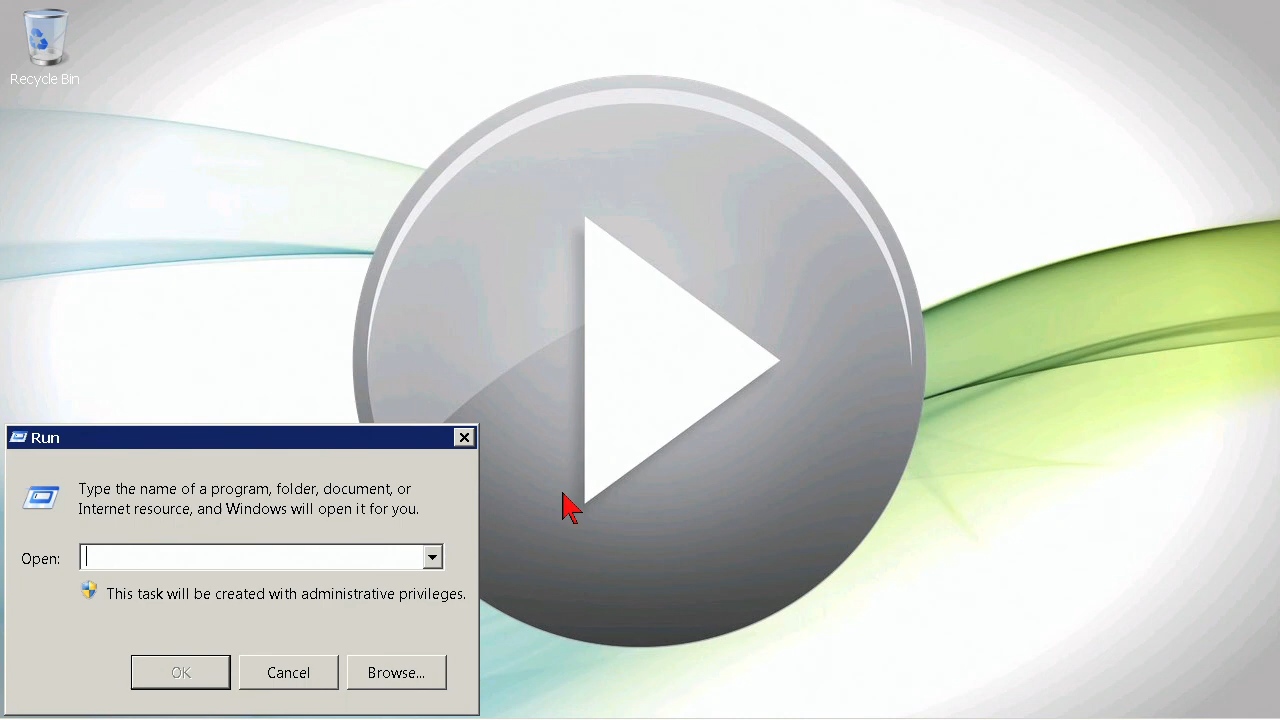 Recycle Bin
Run
Type the name of a program, folder, document, or
Internet resource, and Windows will open it for you.
Open:
This task will be created with administrative privileges.
OK
Cancel
Browse...